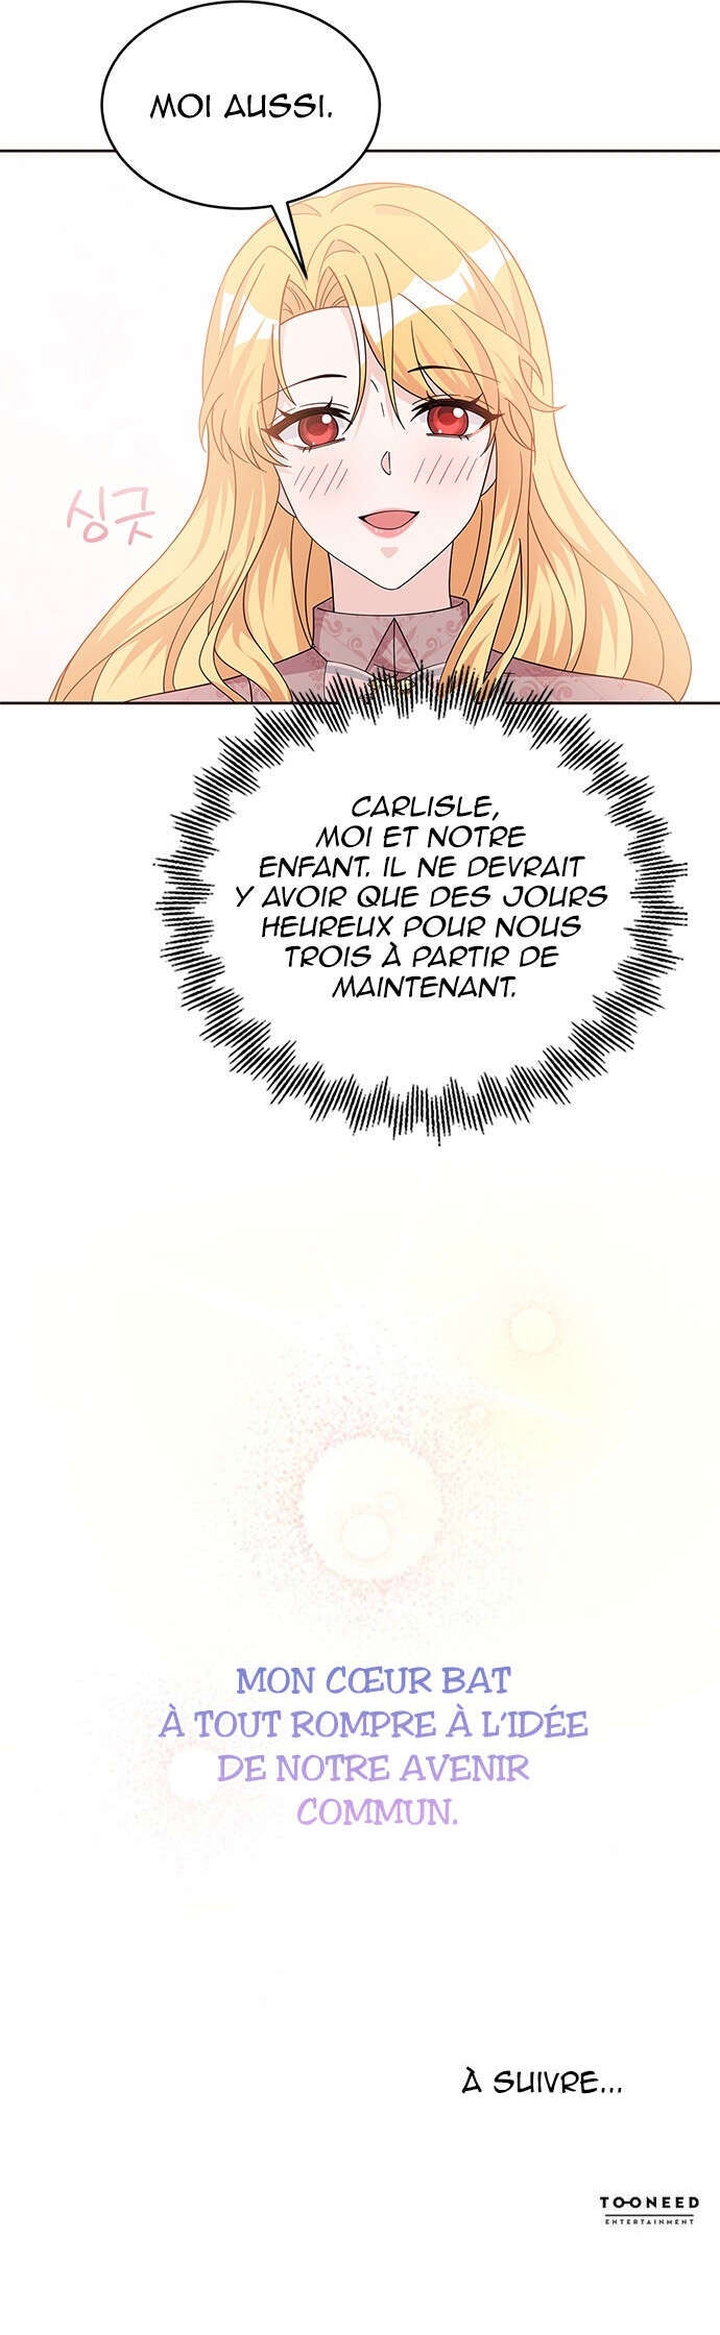 MOI AUSSI.
싱긋
CARLISLE,
MOI ET NOTRE
ENFANT. IL NE DEVRAIT
Y AVOIR QUE DES JOURS
HEUREUX POUR NOUS
TROIS À PARTIR DE
MAINTENANT.
MON CŒUR BAT
À TOUT ROMPRE À L'IDÉE
DE NOTRE AVENIR
COMMUN.
À SUIVRE...
TOONEED
ENTERTAINMENT